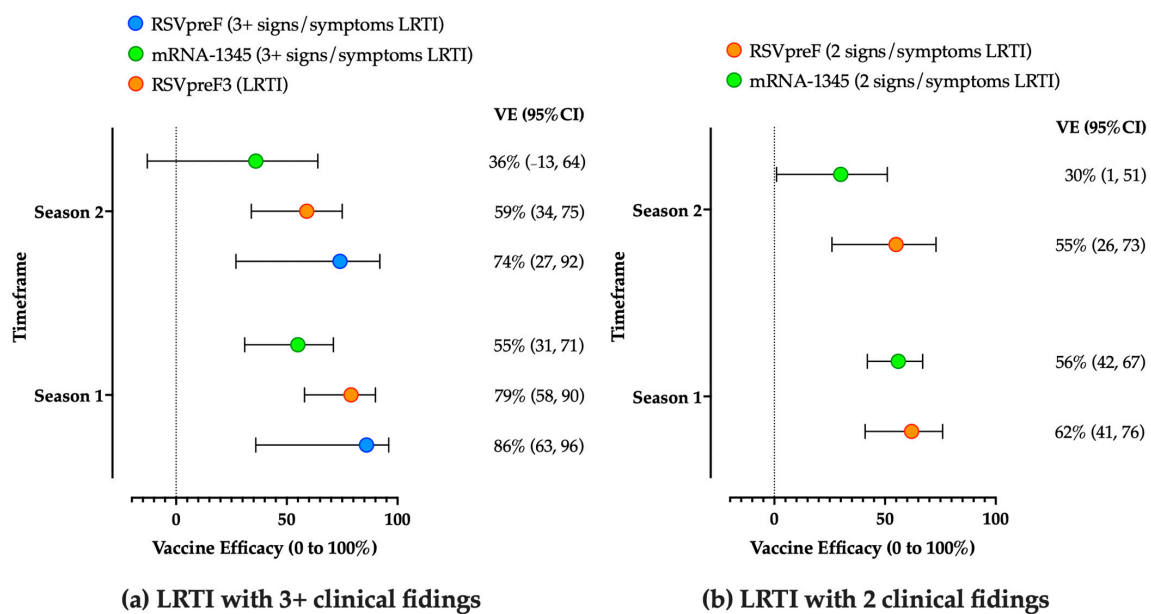 RSVpreF (3+ signs/symptoms LRTI)
mRNA-1345 (3+ signs/symptoms LRTI)
RSVpreF3 (LRTI)
VE (95%CI)
36% (-13, 64)
Season 2
59% (34, 75)
74% (27, 92)
Timeframe
55% (31, 71)
Season 1
79% (58, 90)
86% (63, 96)
0 50 100
Vaccine Efficacy (0 to 100%)
(a) LRTI with 3+ clinical fidings
RSVpreF (2 signs/symptoms LRTI)
mRNA-1345 (2 signs/symptoms LRTI)
VE (95%CI)
30% (1, 51)
Season 2
55% (26, 73)
Timeframe
56% (42, 67)
Season 1
62% (41, 76)
0 50 100
Vaccine Efficacy (0 to 100%)
(b) LRTI with 2 clinical fidings